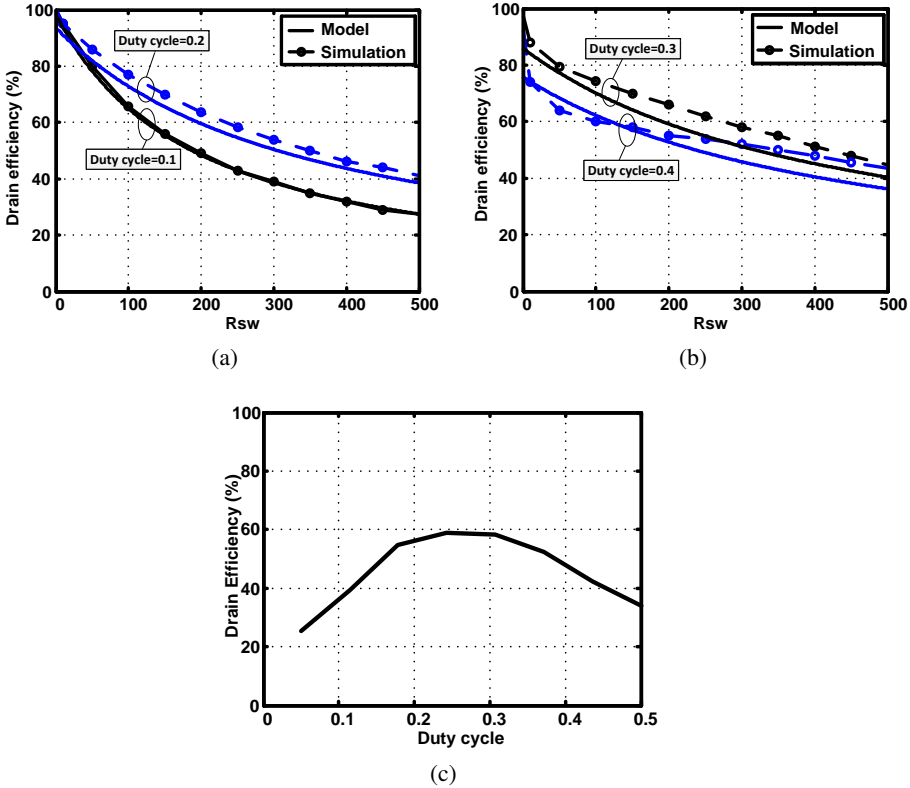 100
80
60
40
20
0
Drain efficiency (%)
Duty cycle=0.2
Duty cycle=0.1
Model
Simulation
0 100 200 300 400 500
Rsw
(a)
100
80
60
40
20
0
Drain efficiency (%)
Duty cycle=0.3
Duty cycle=0.4
Model
Simulation
0 100 200 300 400 500
Rsw
(b)
100
80
60
40
20
0
Drain Efficiency (%)
0 0.1 0.2 0.3 0.4 0.5
Duty cycle
(c)